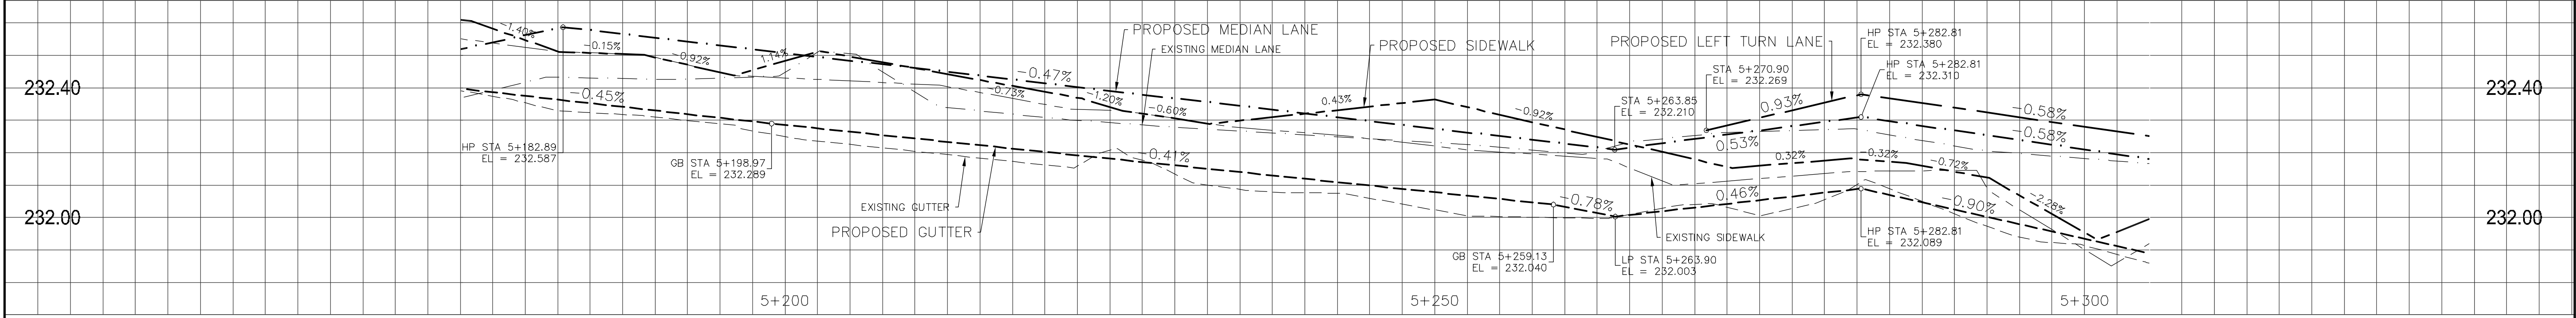 -1.40%
-0.15%
-0.92%
1.14%
-0.47%
PROPOSED MEDIAN LANE
EXISTING MEDIAN LANE
PROPOSED SIDEWALK
PROPOSED LEFT TURN LANE
HP STA 5+282.81
EL = 232.380
HP STA 5+282.81
EL = 232.310
STA 5+270.90
EL = 232.269
STA 5+263.85
EL = 232.210
232.40
-0.45%
-0.73%
-1.20%
-0.60%
0.43%
-0.92%
0.93%
0.53%
-0.58%
-0.58%
232.40
HP STA 5+182.89
EL = 232.587
GB STA 5+198.97
EL = 232.289
-0.41%
0.32%
-0.32%
-0.72%
-2.28%
232.00
EXISTING GUTTER
PROPOSED GUTTER
-0.78%
0.46%
-0.90%
232.00
EXISTING SIDEWALK
HP STA 5+282.81
EL = 232.089
GB STA 5+259.13
EL = 232.040
LP STA 5+263.90
EL = 232.003
5+200
5+250
5+300